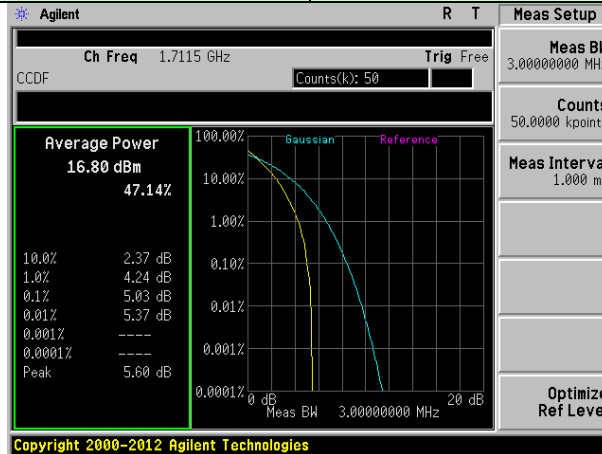 Agilent R T Meas Setup
Ch Freq 1.7115 GHz Trig Free
CCDF Counts(k): 50
Meas B
3.00000000 MH
Counts
50.0000 kpoint
Meas Interva
1.000 m
Average Power
16.80 dBm
47.14%
10.0% 2.37 dB
1.0% 4.24 dB
0.1% 5.03 dB
0.01% 5.37 dB
0.001% ----
0.0001% ----
Peak 5.60 dB
100.00% Gaussian Reference
10.00%
1.00%
0.10%
0.01%
0.001%
0.0001%
0 dB 20 dB
Meas BW 3.00000000 MHz
Optimize
Ref Leve
Copyright 2000-2012 Agilent Technologies